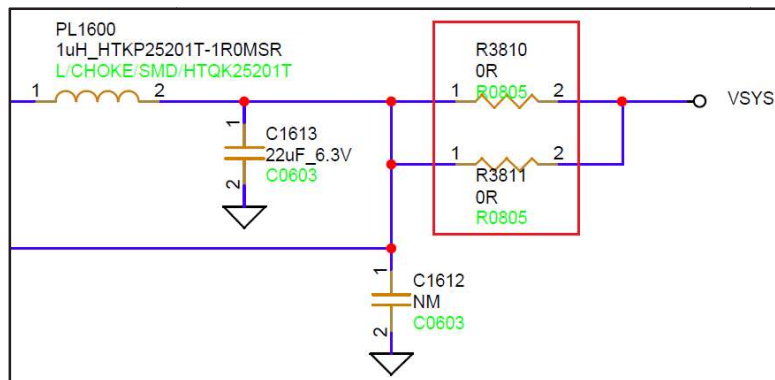 PL1600
1uH_HTKP25201T-1R0MSR
L/CHOKE/SMD/HTQK25201T
1 2
R3810
0R
R0805
1 2
VSYS
1
C1613
22uF_6.3V
C0603
2
1 2
R3811
0R
R0805
1
C1612
NM
C0603
2